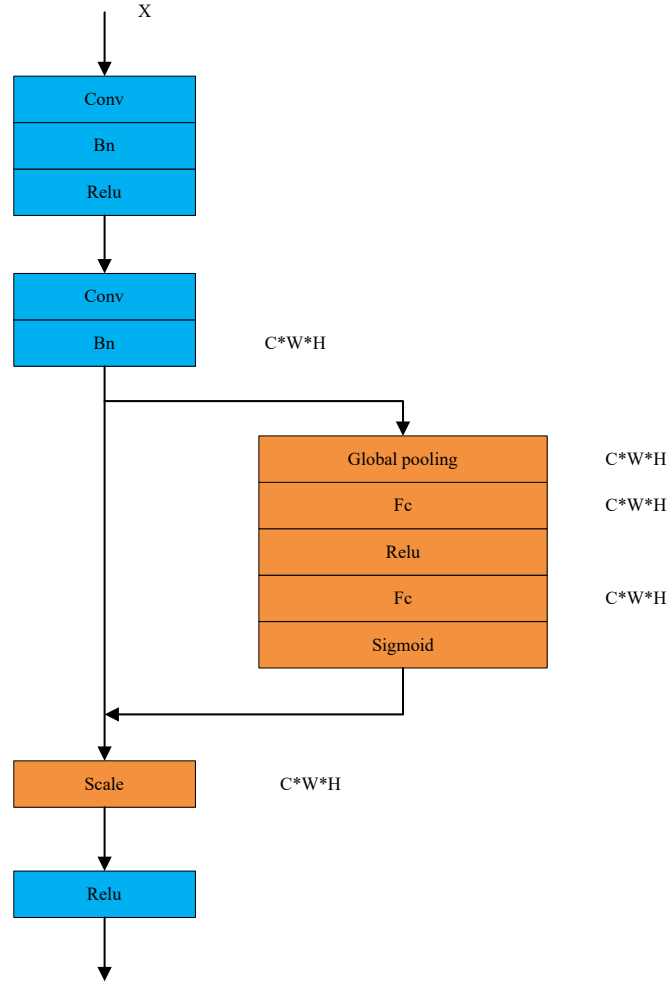 X
Conv
Bn
Relu
Conv
Bn C*W*H
Global pooling C*W*H
Fc C*W*H
Relu
Fc C*W*H
Sigmoid
Scale C*W*H
Relu